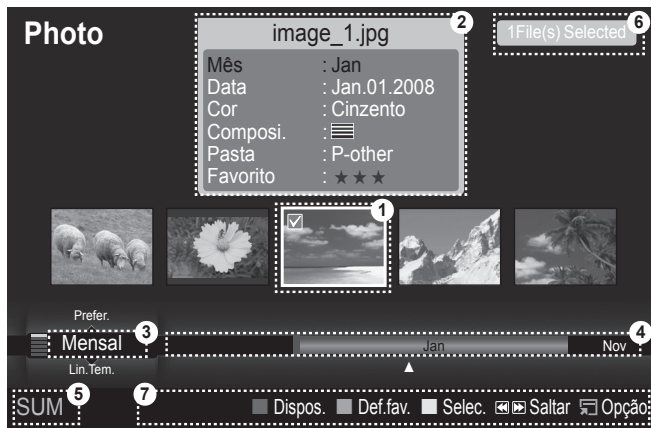 Photo
image_1.jpg
2
1File(s) Selected
6
Mês : Jan
Data : Jan.01.2008
Cor : Cinzento
Composi. :
Pasta : P-other
Favorito : ★★★
1
Prefer.
Mensal
3
Jan
Nov
4
Lin.Tem.
SUM
5
7
Dispos.
Def.fav.
Selec.
Saltar
Opção